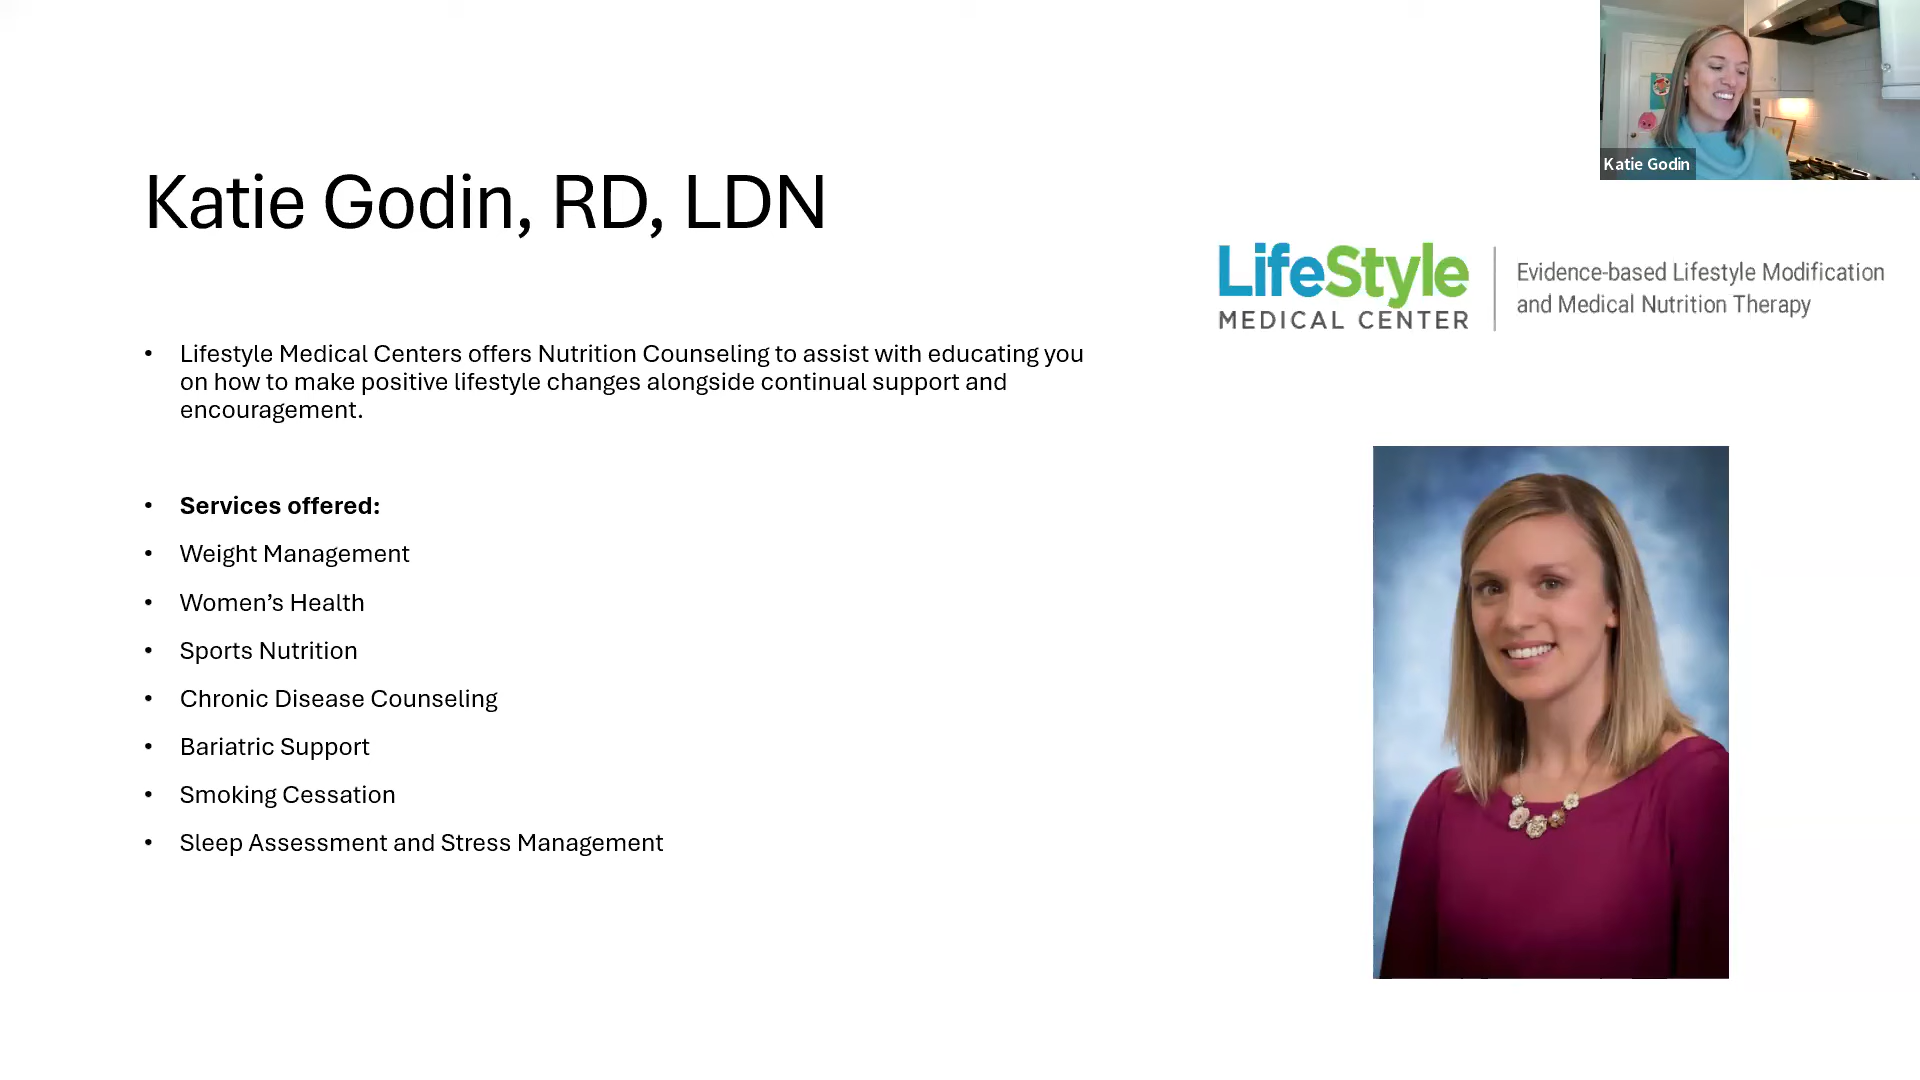 Katie Godin
Katie Godin, RD, LDN
LifeStyle
MEDICAL CENTER
Evidence-based Lifestyle Modification
and Medical Nutrition Therapy
• Lifestyle Medical Centers offers Nutrition Counseling to assist with educating you
on how to make positive lifestyle changes alongside continual support and
encouragement.
• Services offered:
• Weight Management
• Women’s Health
• Sports Nutrition
• Chronic Disease Counseling
• Bariatric Support
• Smoking Cessation
• Sleep Assessment and Stress Management